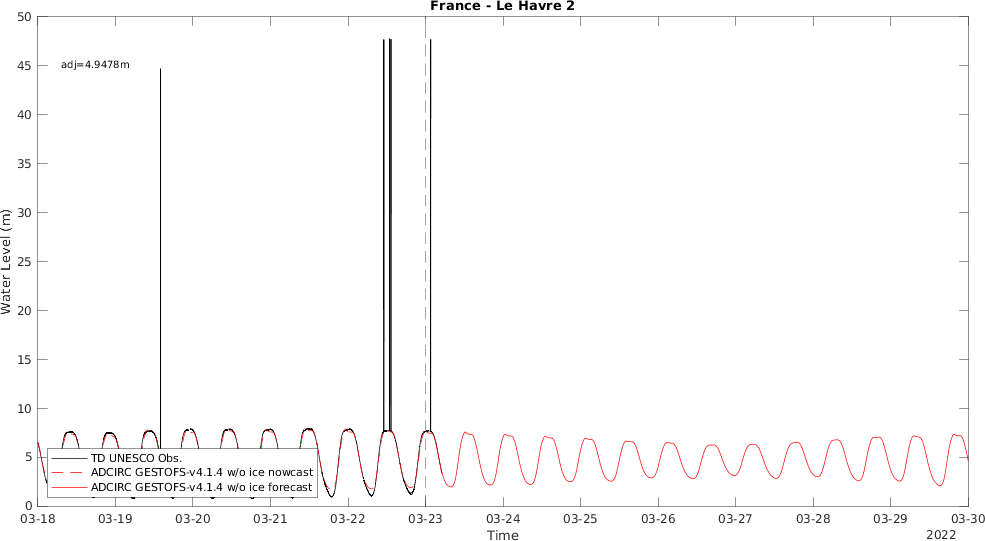 France - Le Havre 2
50
45
40
35
30
25
20
15
10
5
0
Water Level (m)
adj=4.9478m
TD UNESCO Obs.
ADCIRC GESTOFS-v4.1.4 w/o ice nowcast
ADCIRC GESTOFS-v4.1.4 w/o ice forecast
03-18 03-19 03-20 03-21 03-22 03-23 03-24 03-25 03-26 03-27 03-28 03-29 03-30
Time
2022